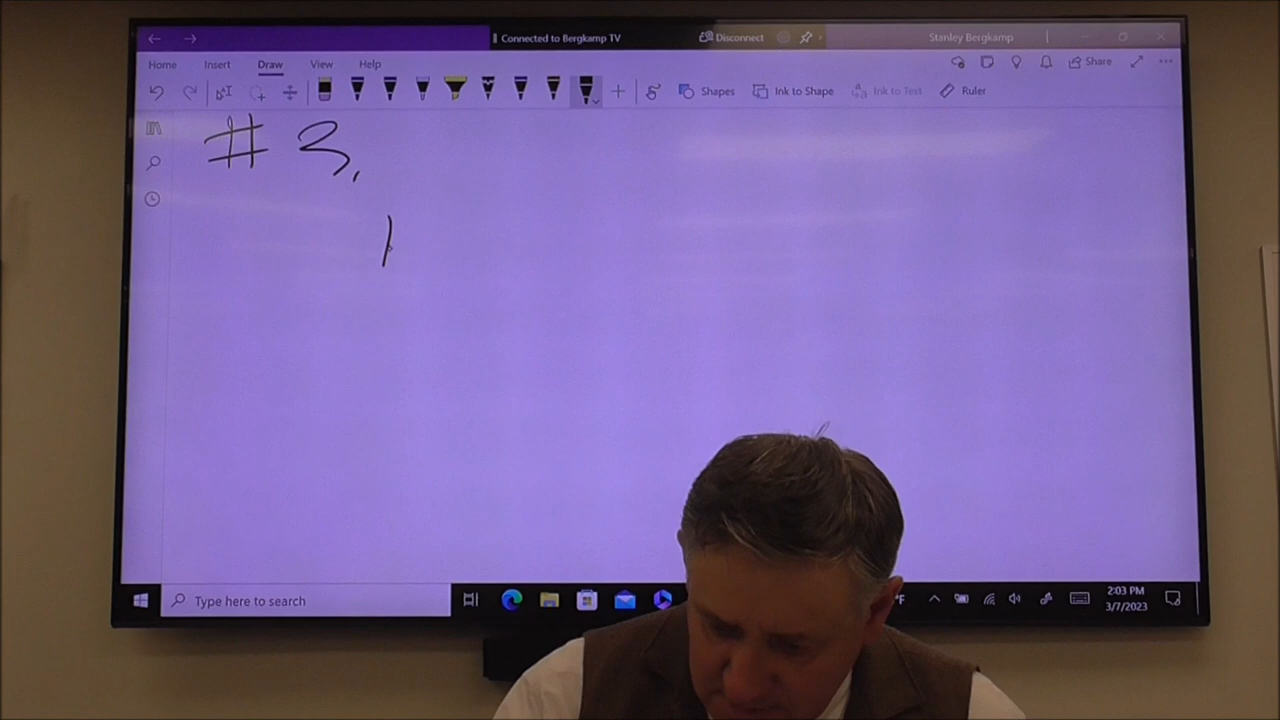 Connected to Bergkamp TV Disconnect Stanley Bergkamp
Home Insert Draw View Help Share
Shapes Ink to Shape Ink to Text Ruler
# 3.
Type here to search °F 2:03 PM
3/7/2023